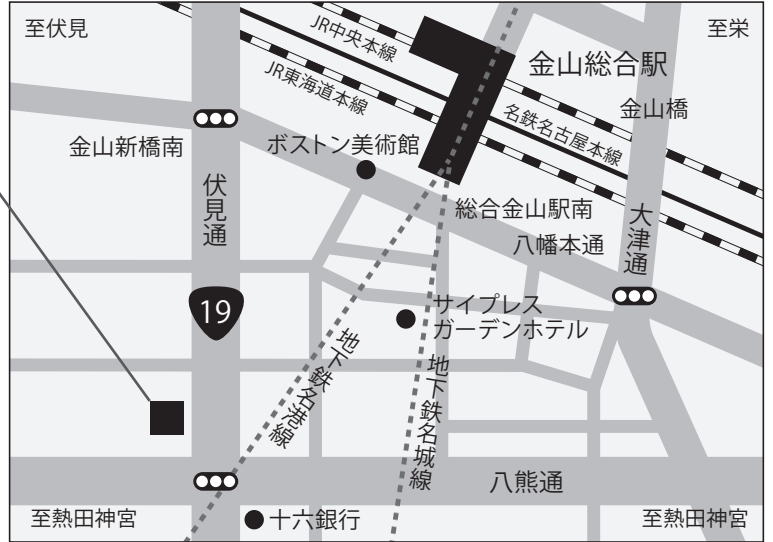 至伏見
至栄
JR中央本線
JR東海道本線
金山総合駅
金山橋
名鉄名古屋本線
金山新橋南
ボストン美術館
伏見通
総合金山駅南
八幡本通
大津通
19
サイプレス
ガーデンホテル
地下鉄名港線
地下鉄名城線
八熊通
至熱田神宮
十六銀行
至熱田神宮